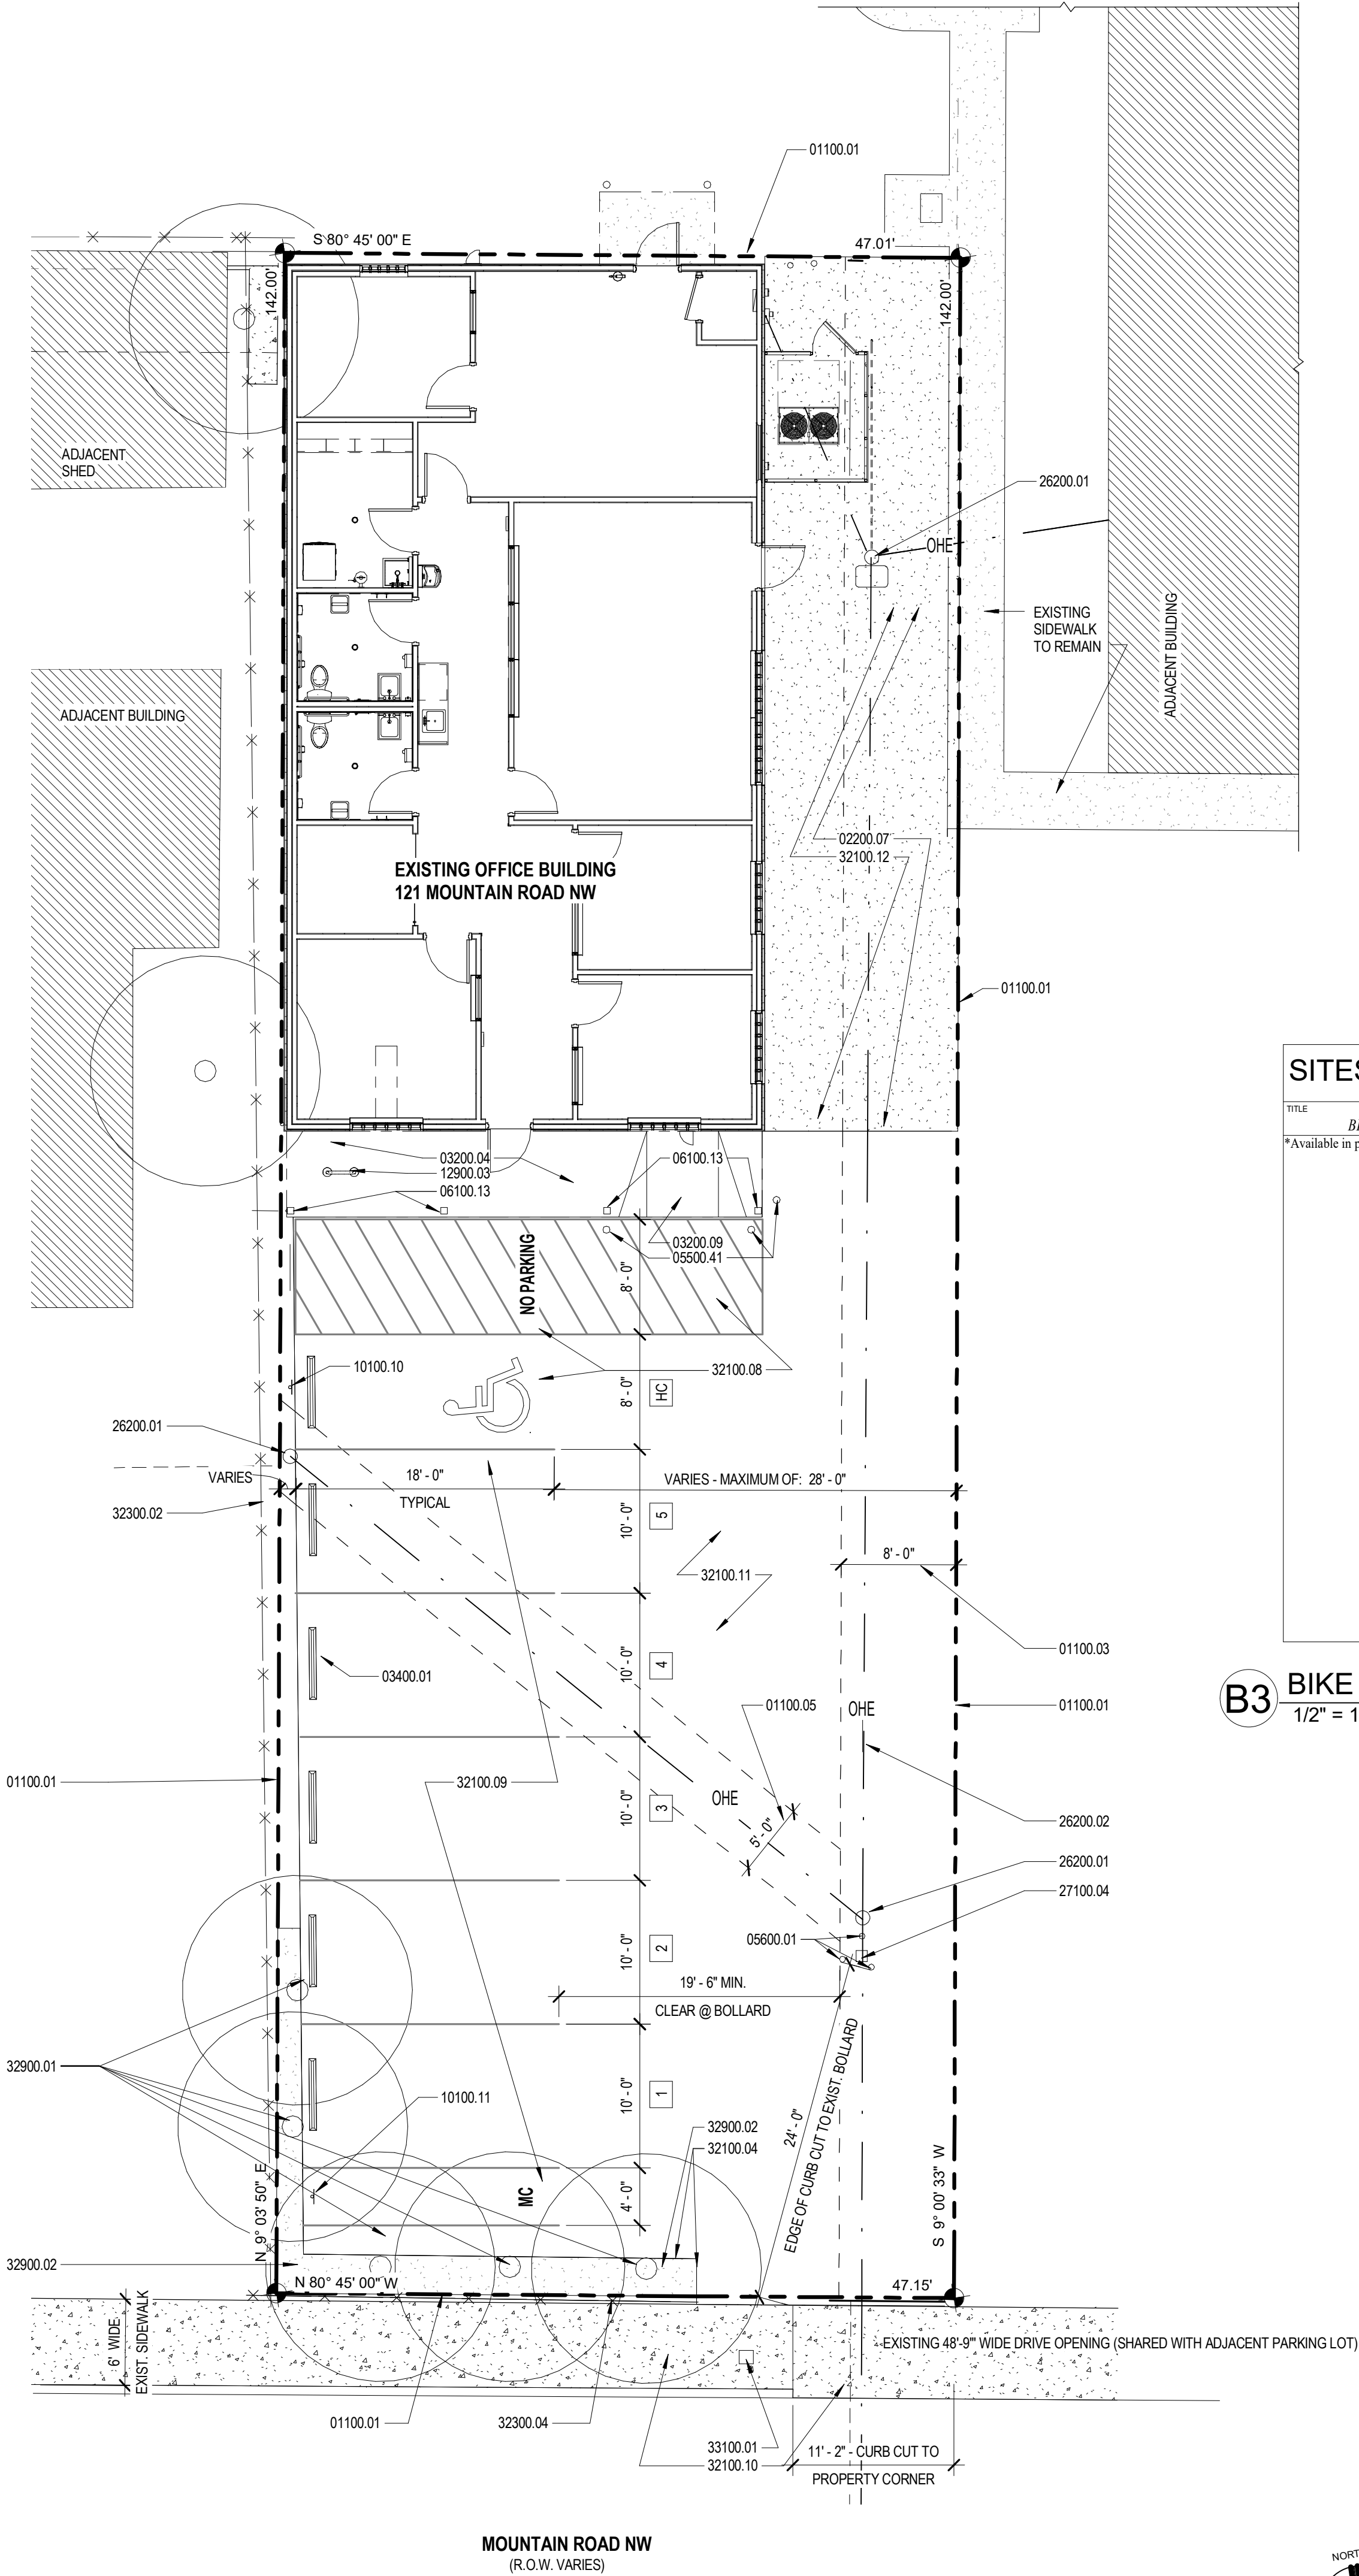 01100.01
S 80° 45' 00" E
47.01'
142.00'
142.00'
ADJACENT
SHED
26200.01
OHE
EXISTING
SIDEWALK
TO REMAIN
ADJACENT BUILDING
ADJACENT BUILDING
02200.07
32100.12
EXISTING OFFICE BUILDING
121 MOUNTAIN ROAD NW
01100.01
SITES
TITLE
*Available in p
03200.04
12900.03
06100.13
06100.13
03200.09
05500.41
NO PARKING
8' - 0"
10100.10
32100.08
8' - 0"
HC
26200.01
VARIES
18' - 0"
TYPICAL
VARIES - MAXIMUM OF: 28' - 0"
32300.02
10' - 0"
5
8' - 0"
32100.11
01100.03
10' - 0"
4
03400.01
01100.05
OHE
01100.01
B3
BIKE
1/2" = 1
01100.01
32100.09
10' - 0"
3
OHE
5' - 0"
26200.02
26200.01
27100.04
05600.01
10' - 0"
2
19' - 6" MIN.
CLEAR @ BOLLARD
32900.01
10100.11
10' - 0"
1
32900.02
32100.04
24' - 0"
EDGE OF CURB CUT TO EXIST. BOLLARD
MC
4' - 0"
N 9° 03' 50" E
S 9° 00' 33" W
32900.02
N 80° 45' 00" W
47.15'
6' WIDE
EXIST. SIDEWALK
EXISTING 48'-9"' WIDE DRIVE OPENING (SHARED WITH ADJACENT PARKING LOT)
01100.01
32300.04
33100.01
32100.10
11' - 2" - CURB CUT TO
PROPERTY CORNER
MOUNTAIN ROAD NW
(R.O.W. VARIES)
NORT